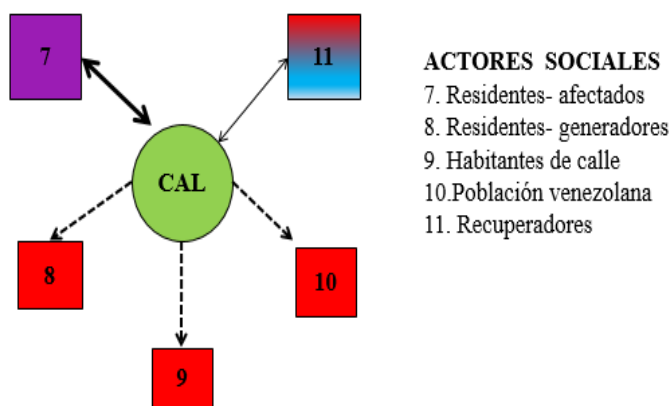 7
11
CAL
8
10
9
ACTORES SOCIALES
7. Residentes- afectados
8. Residentes- generadores
9. Habitantes de calle
10.Población venezolana
11. Recuperadores